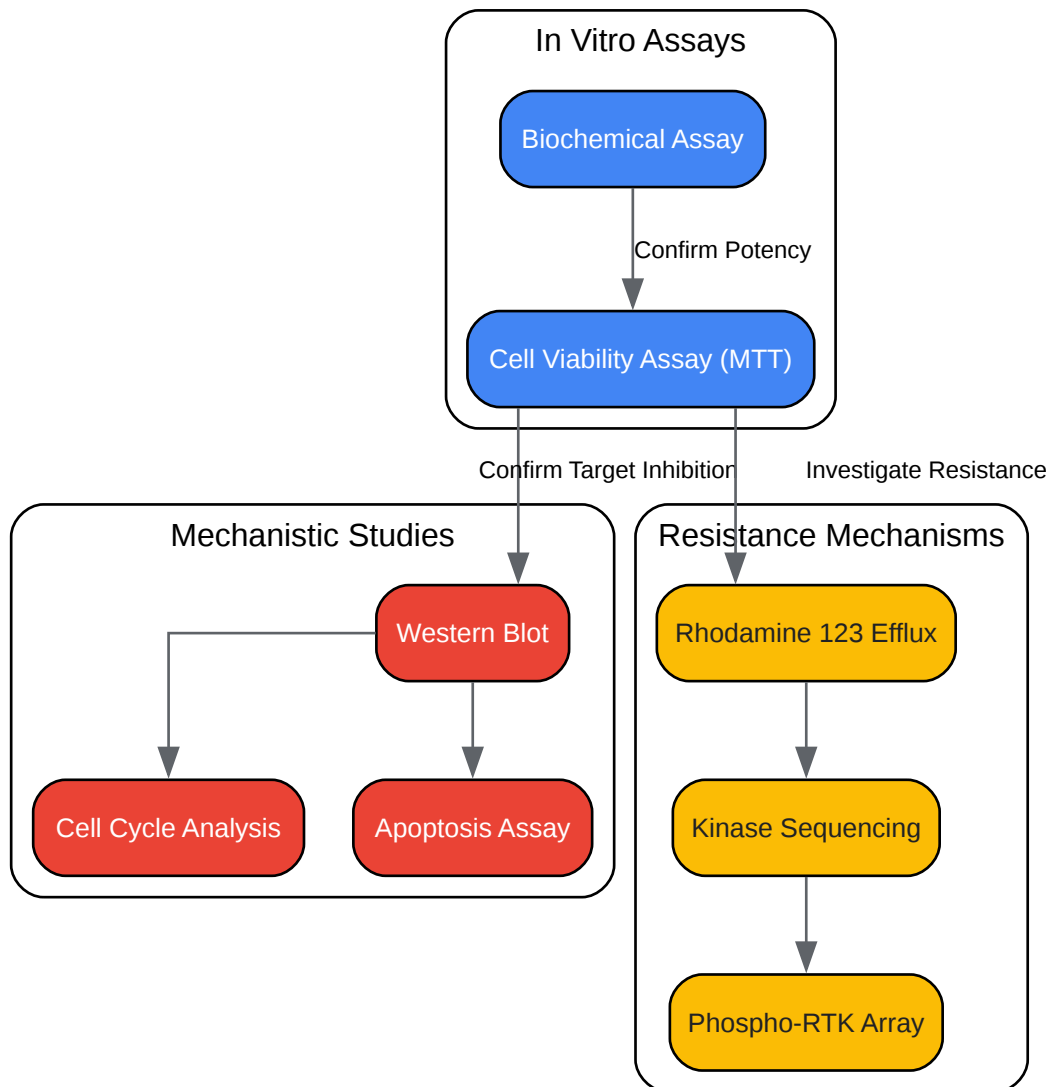 In Vitro Assays
Biochemical Assay
Confirm Potency
Cell Viability Assay (MTT)
Confirm Target Inhibition
Investigate Resistance
Mechanistic Studies
Resistance Mechanisms
Western Blot
Rhodamine 123 Efflux
Cell Cycle Analysis
Apoptosis Assay
Kinase Sequencing
Phospho-RTK Array